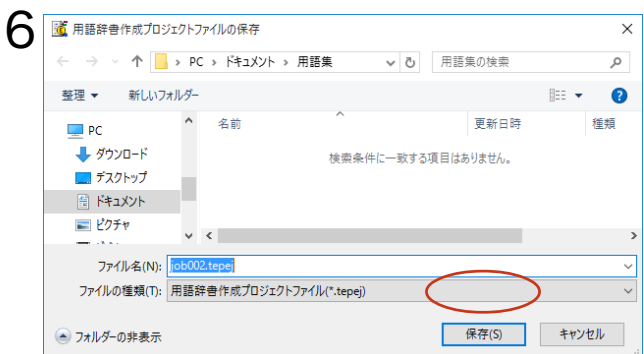 6
用語辞書作成プロジェクトファイルの保存
PC › ドキュメント › 用語集
用語集の検索
整理 新しいフォルダー
名前 更新日時 種類
PC
ダウンロード
デスクトップ
ドキュメント
ピクチャ
検索条件に一致する項目はありません。
ファイル名(N): job002.tepej
ファイルの種類(T): 用語辞書作成プロジェクトファイル(*.tepej)
フォルダーの非表示
保存(S) キャンセル